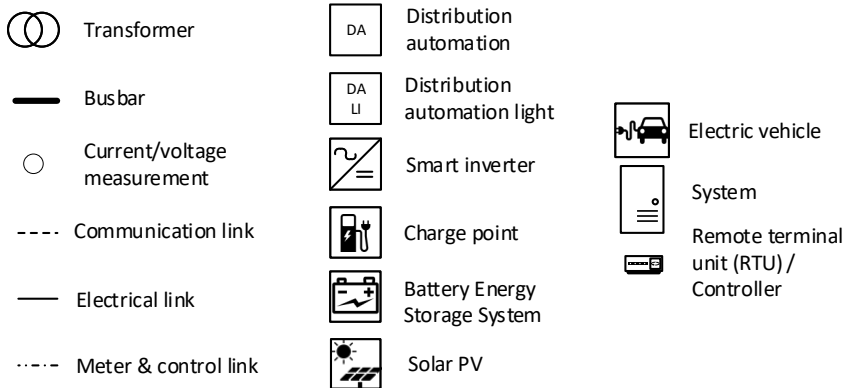 Transformer
Busbar
Current/voltage
measurement
Communication link
Electrical link
Meter & control link
DA
Distribution
automation
DA
LI
Distribution
automation light
Smart inverter
Charge point
Battery Energy
Storage System
Solar PV
Electric vehicle
System
Remote terminal
unit (RTU) /
Controller